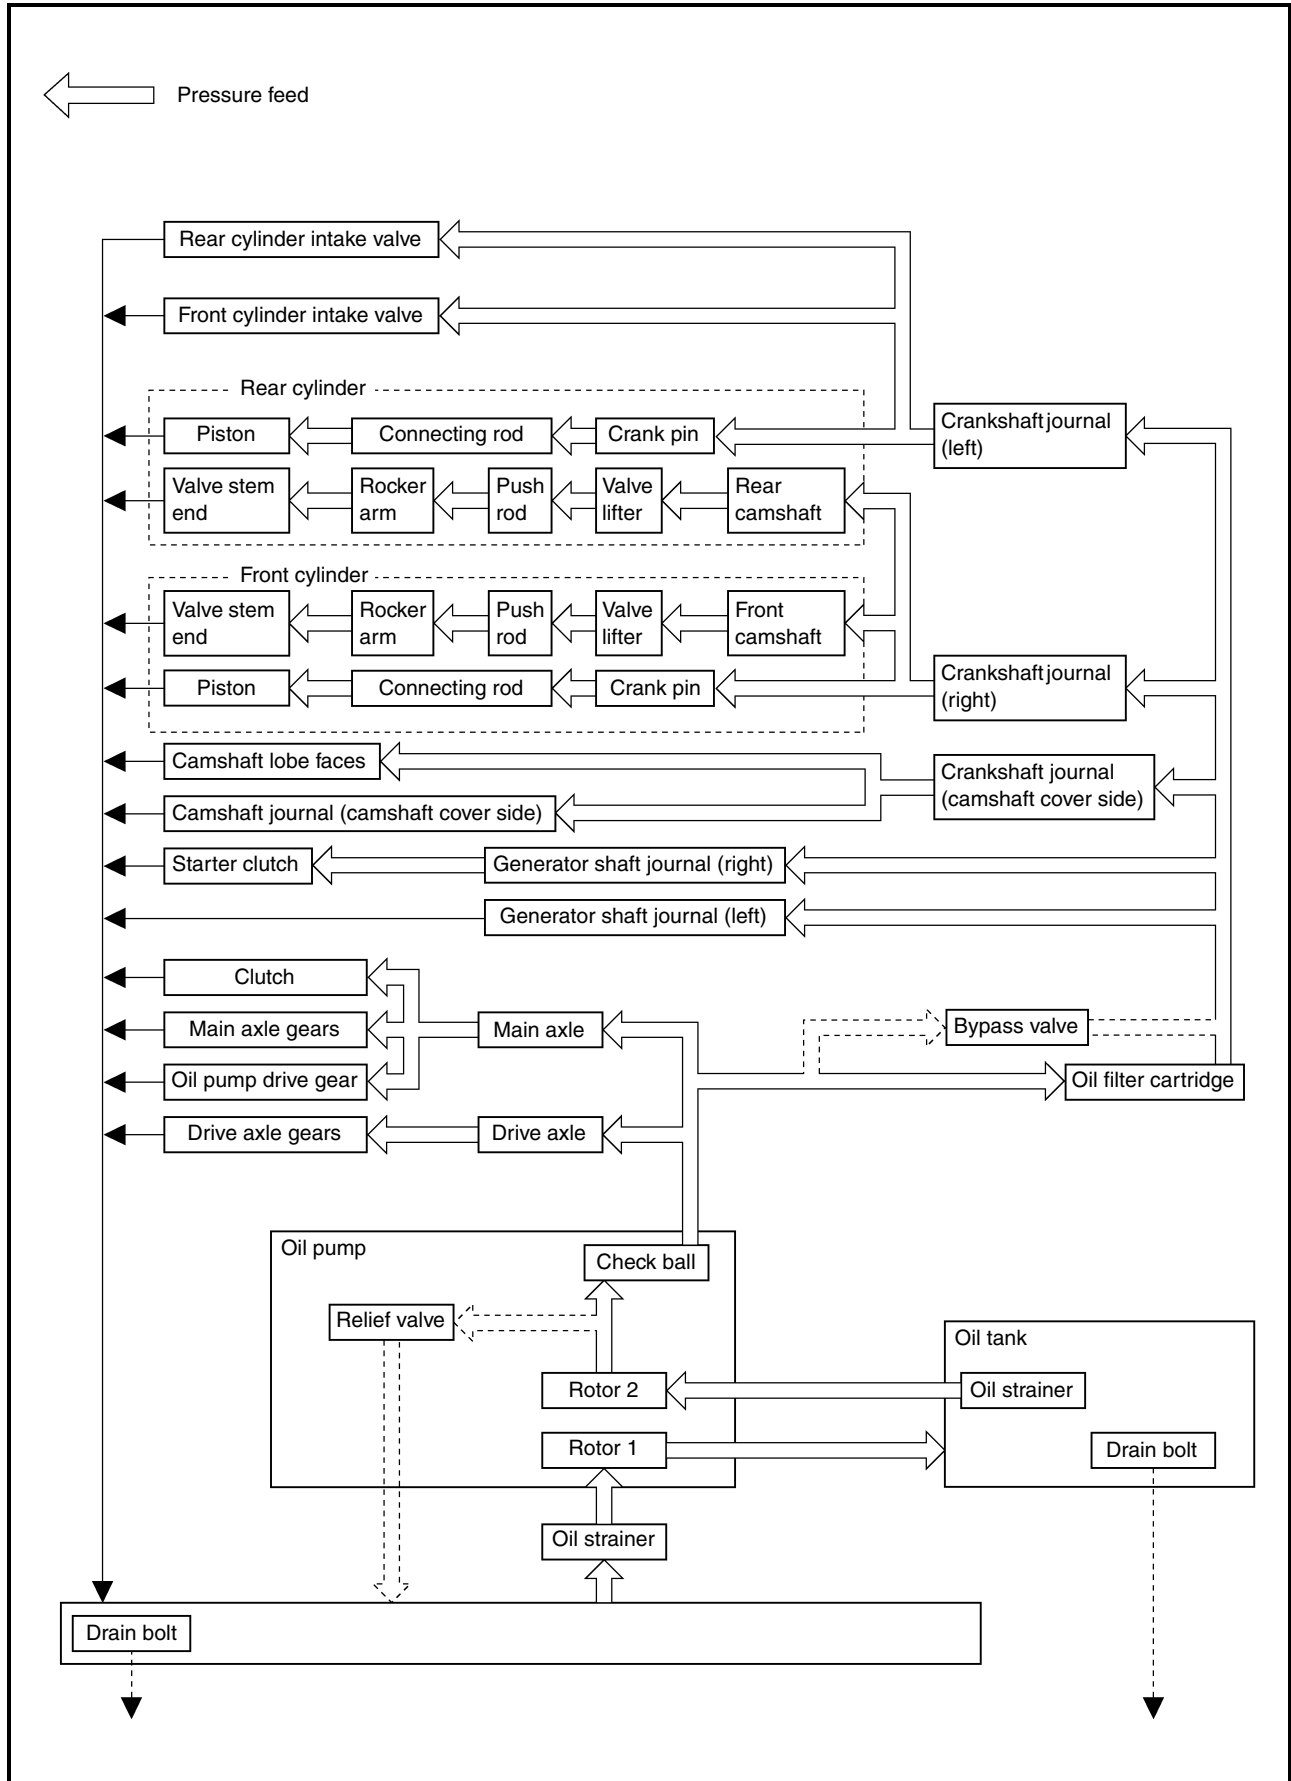 Pressure feed
Rear cylinder intake valve
Front cylinder intake valve
Rear cylinder
Piston
Connecting rod
Crank pin
Crankshaft journal
(left)
Valve stem
end
Rocker
arm
Push
rod
Valve
lifter
Rear
camshaft
Front cylinder
Valve stem
end
Rocker
arm
Push
rod
Valve
lifter
Front
camshaft
Piston
Connecting rod
Crank pin
Crankshaft journal
(right)
Camshaft lobe faces
Crankshaft journal
(camshaft cover side)
Camshaft journal (camshaft cover side)
Starter clutch
Generator shaft journal (right)
Generator shaft journal (left)
Clutch
Main axle gears
Main axle
Bypass valve
Oil pump drive gear
Oil filter cartridge
Drive axle gears
Drive axle
Oil pump
Check ball
Relief valve
Oil tank
Rotor 2
Oil strainer
Rotor 1
Drain bolt
Oil strainer
Drain bolt